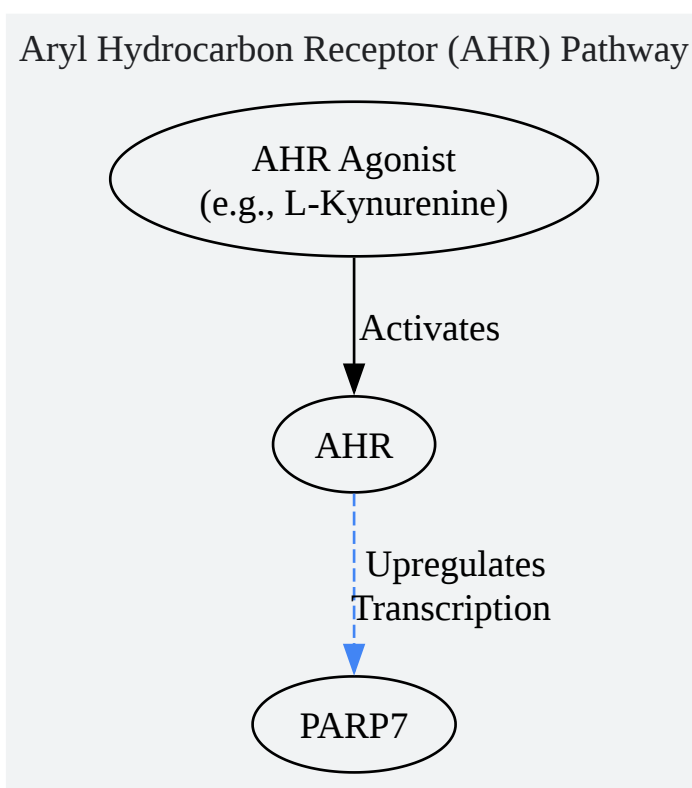 Aryl Hydrocarbon Receptor (AHR) Pathway
AHR Agonist
(e.g., L-Kynurenine)
Activates
AHR
Upregulates
Transcription
PARP7